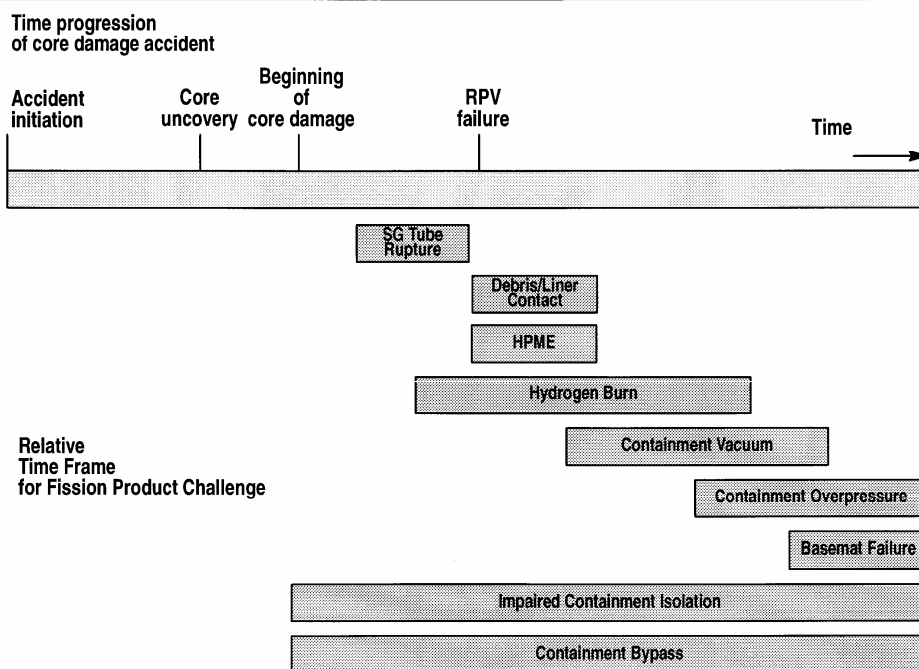 Time progression
of core damage accident
Accident
initiation
Core
uncovery
Beginning
of
core damage
RPV
failure
Time
SG Tube
Rupture
Debris/Liner
Contact
HPME
Hydrogen Burn
Containment Vacuum
Relative
Time Frame
for Fission Product Challenge
Containment Overpressure
Basemat Failure
Impaired Containment Isolation
Containment Bypass